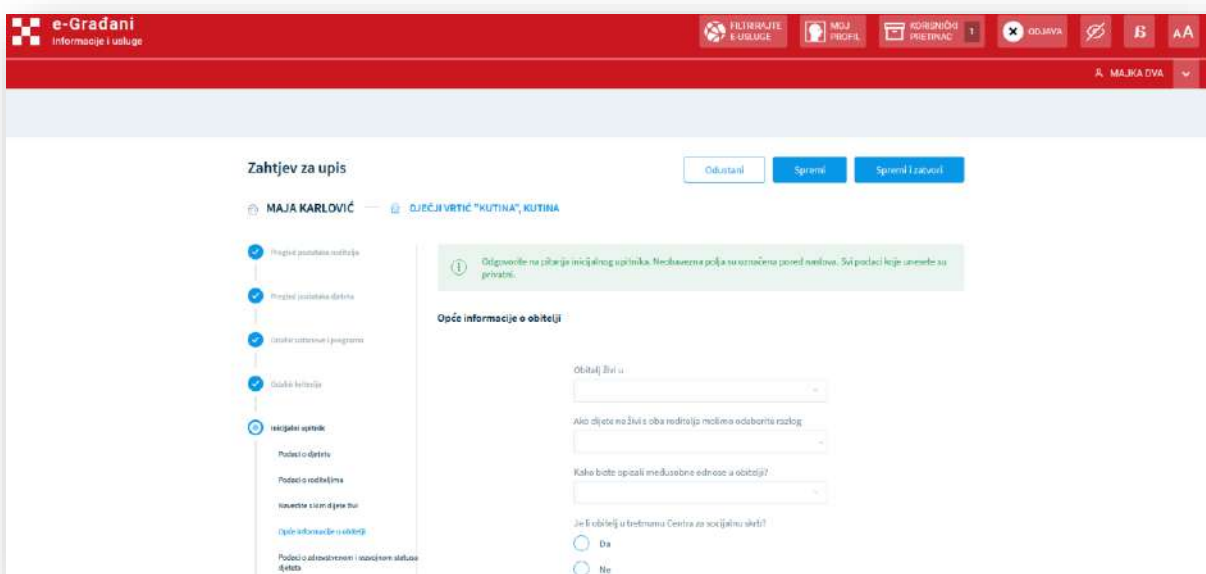 e-Građani
Informacije i usluge
FILTRIRAJTE
E-USLUGE
MOJ
PROFIL
KORISNIČKI
PRETINAC
1
ODJAVA
AA
MAJKA DVA
Zahtjev za upis
Odustani
Spremi
Spremi i zatvori
MAJA KARLOVIĆ
DJEČJI VRTIĆ "KUTINA", KUTINA
Pregled podataka roditelja
Pregled podataka djeteta
Odabir ustanove i programa
Odabir kriterija
Inicijalni upitnik
Podaci o djetetu
Podaci o roditeljima
Navedite s kim dijete živi
Opće informacije o obitelji
Podaci o zdravstvenom i razvojnom statusu
djeteta
Odgovorite na pitanja inicijalnog upitnika. Neobavezna polja su označena pored naslova. Svi podaci koje unesete su
privatni.
Opće informacije o obitelji
Obitelj živi u
Ako dijete ne živi s oba roditelja molimo odaberite razlog
Kako biste opisali međusobne odnose u obitelji?
Je li obitelj u tretmanu Centra za socijalnu skrb?
Da
Ne